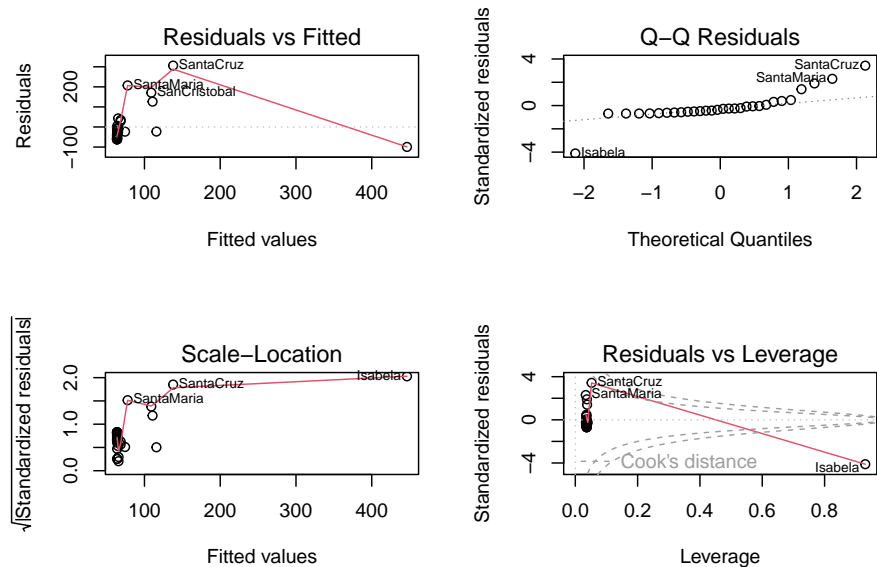 Residuals vs Fitted
Residuals
200
−100
SantaCruz
SantaMaria
SanCristobal
100 200 300 400
Fitted values
Q−Q Residuals
Standardized residuals
4
0
−4
SantaCruz
SantaMaria
Isabela
−2 −1 0 1 2
Theoretical Quantiles
Scale−Location
√|Standardized residuals|
2.0
1.0
0.0
Isabela
SantaCruz
SantaMaria
100 200 300 400
Fitted values
Residuals vs Leverage
Standardized residuals
4
0
−4
SantaCruz
SantaMaria
Cook's distance
Isabela
0.0 0.2 0.4 0.6 0.8
Leverage